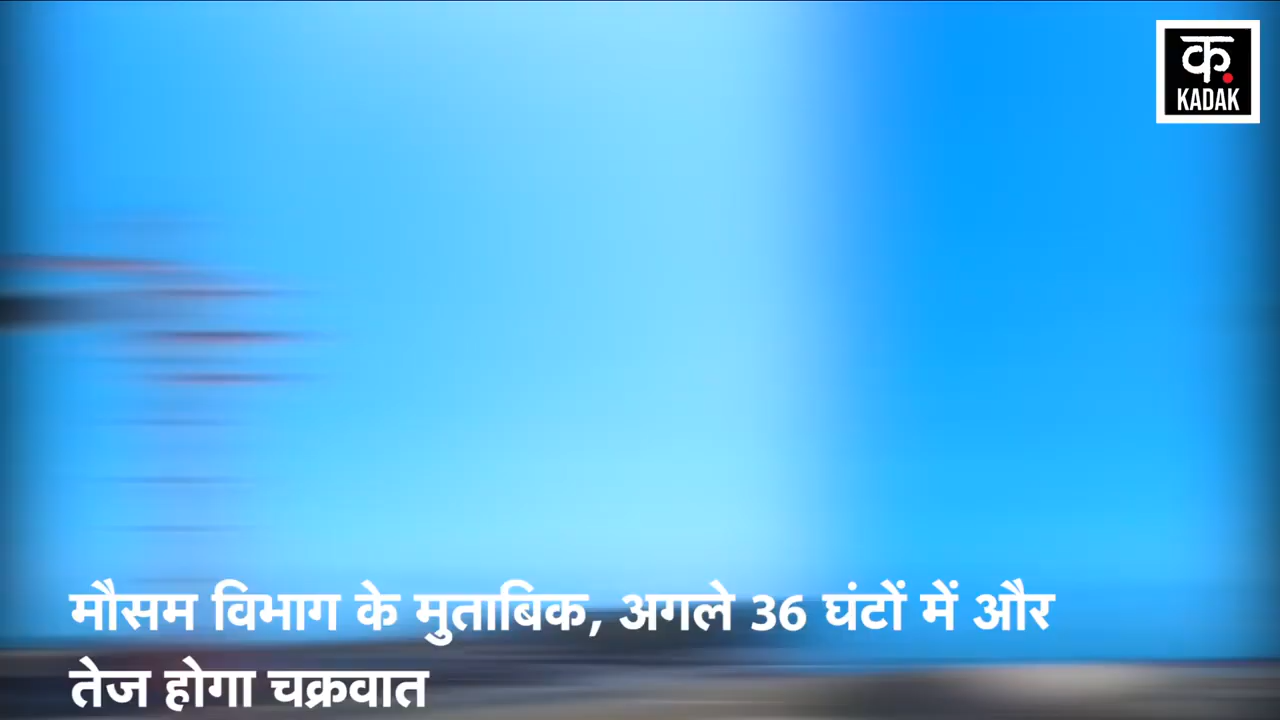 क.
KADAK
मौसम विभाग के मुताबिक, अगले 36 घंटों में और
तेज होगा चक्रवात